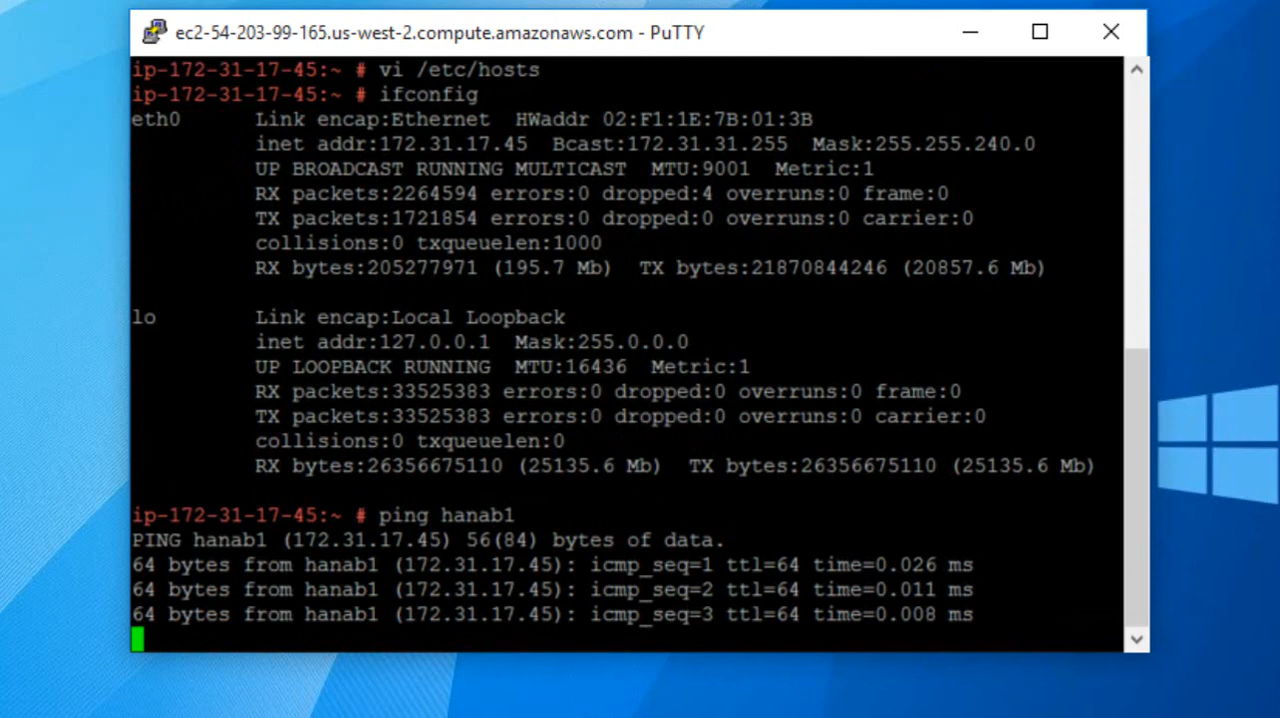 ec2-54-203-99-165.us-west-2.compute.amazonaws.com - PuTTY
ip-172-31-17-45:~ # vi /etc/hosts
ip-172-31-17-45:~ # ifconfig
eth0 Link encap:Ethernet HWaddr 02:F1:1E:7B:01:3B
inet addr:172.31.17.45 Bcast:172.31.31.255 Mask:255.255.240.0
UP BROADCAST RUNNING MULTICAST MTU:9001 Metric:1
RX packets:2264594 errors:0 dropped:4 overruns:0 frame:0
TX packets:1721854 errors:0 dropped:0 overruns:0 carrier:0
collisions:0 txqueuelen:1000
RX bytes:205277971 (195.7 Mb) TX bytes:21870844246 (20857.6 Mb)
lo Link encap:Local Loopback
inet addr:127.0.0.1 Mask:255.0.0.0
UP LOOPBACK RUNNING MTU:16436 Metric:1
RX packets:33525383 errors:0 dropped:0 overruns:0 frame:0
TX packets:33525383 errors:0 dropped:0 overruns:0 carrier:0
collisions:0 txqueuelen:0
RX bytes:26356675110 (25135.6 Mb) TX bytes:26356675110 (25135.6 Mb)
ip-172-31-17-45:~ # ping hanab1
PING hanab1 (172.31.17.45) 56(84) bytes of data.
64 bytes from hanab1 (172.31.17.45): icmp_seq=1 ttl=64 time=0.026 ms
64 bytes from hanab1 (172.31.17.45): icmp_seq=2 ttl=64 time=0.011 ms
64 bytes from hanab1 (172.31.17.45): icmp_seq=3 ttl=64 time=0.008 ms